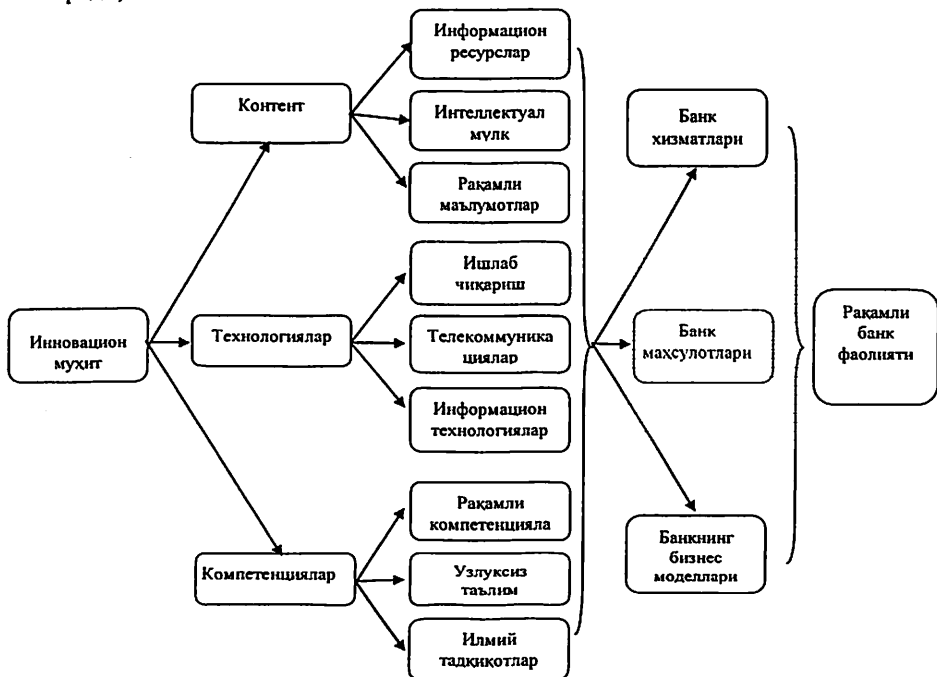 Информацион
ресурслар
Контент
Интеллектуал
мулк
Рақамли
маълумотлар
Банк
хизматлари
Ишлаб
чиқариш
Инновацион
муҳит
Технологиялар
Телекоммуника
циялар
Информацион
технологиялар
Банк
маҳсулотлари
Рақамли
банк
фаолияти
Рақамли
компетенцияла
Компетенциялар
Узлуксиз
таълим
Илмий
тадқиқотлар
Банкнинг
бизнес
моделлари